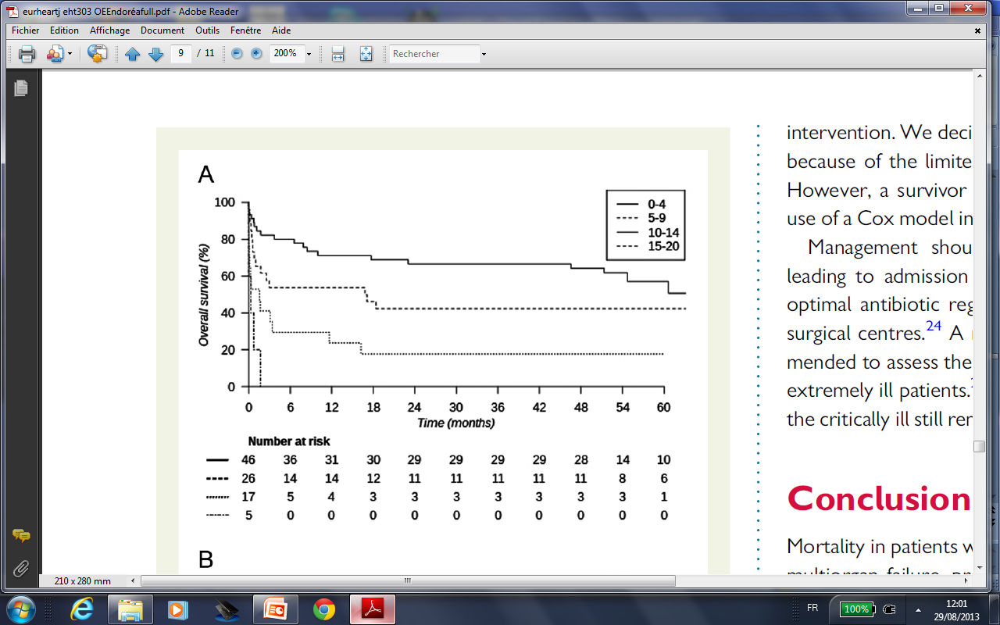 eurheartj eht303 OEEndoréafull.pdf - Adobe Reader
Fichier Edition Affichage Document Outils Fenêtre Aide
9 / 11 200% Rechercher
A
100
80
60
40
20
0
Overall survival (%)
0-4
5-9
10-14
15-20
0 6 12 18 24 30 36 42 48 54 60
Time (months)
Number at risk
46 36 31 30 29 29 29 29 28 14 10
26 14 14 12 11 11 11 11 11 8 6
17 5 4 3 3 3 3 3 3 3 1
5 0 0 0 0 0 0 0 0 0 0
B
intervention. We deci
because of the limite
However, a survivor
use of a Cox model in
Management shou
leading to admission
optimal antibiotic reg
surgical centres.24 A
mended to assess the
extremely ill patients.
the critically ill still rer
Conclusion
Mortality in patients w
multiorgan failure, pr
210 x 280 mm
FR
100%
12:01
29/08/2013